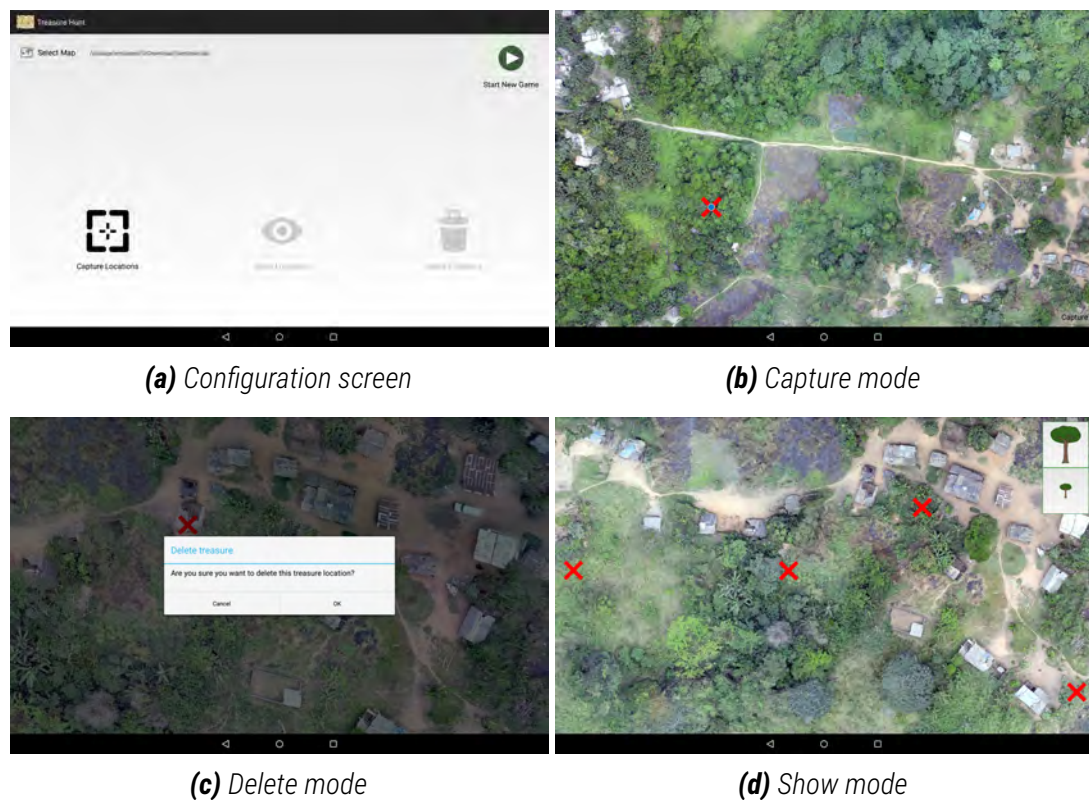 Treasure Hunt
Select Map
Start New Game
Capture Locations
(a) Configuration screen
Capture
(b) Capture mode
Delete treasure
Are you sure you want to delete this treasure location?
Cancel
OK
(c) Delete mode
(d) Show mode